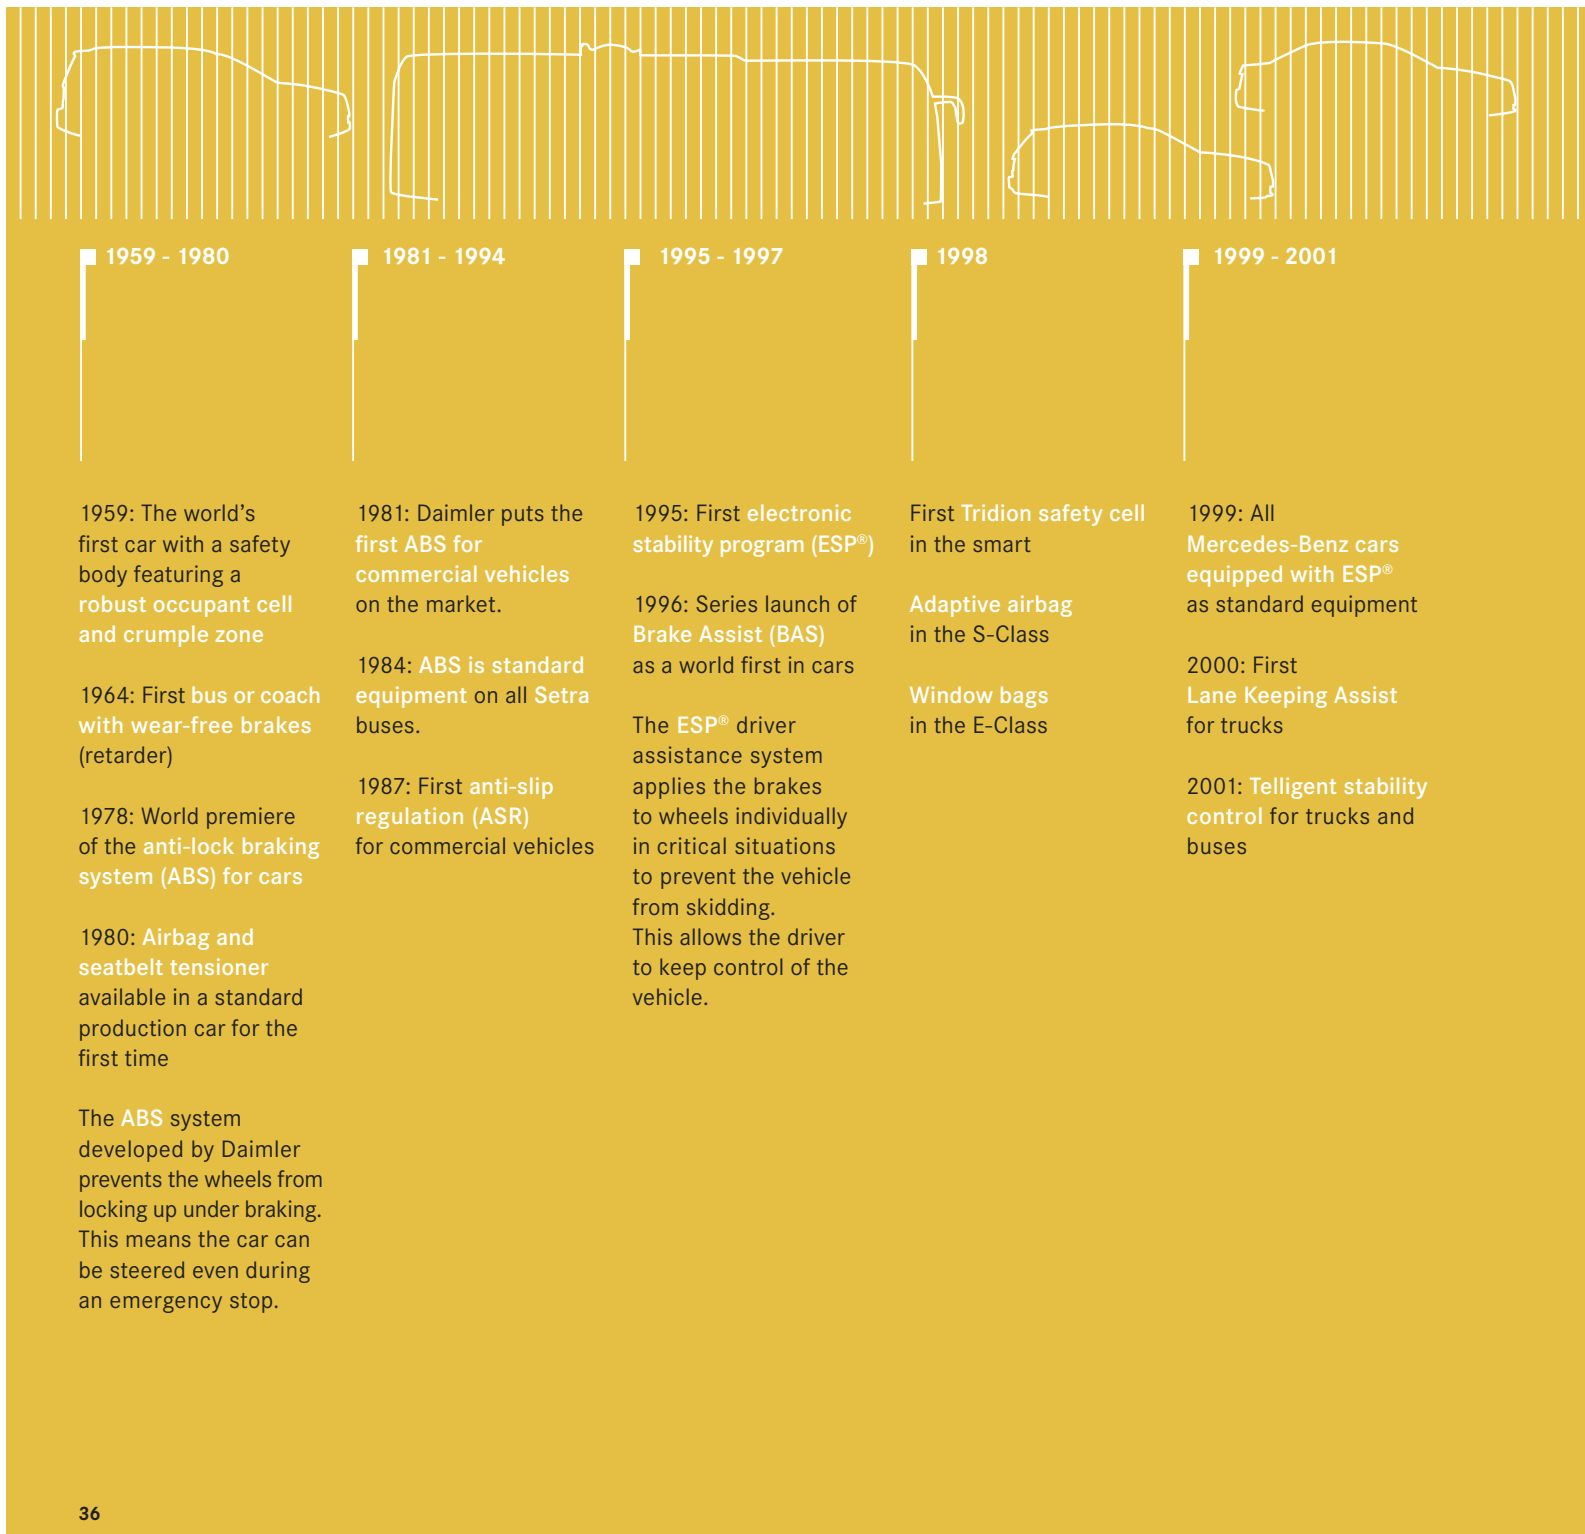 1959 - 1980
1959: The world's
first car with a safety
body featuring a
robust occupant cell
and crumple zone
1964: First bus or coach
with wear-free brakes
(retarder)
1978: World premiere
of the anti-lock braking
system (ABS) for cars
1980: Airbag and
seatbelt tensioner
available in a standard
production car for the
first time
The ABS system
developed by Daimler
prevents the wheels from
locking up under braking.
This means the car can
be steered even during
an emergency stop.
1981 - 1994
1981: Daimler puts the
first ABS for
commercial vehicles
on the market.
1984: ABS is standard
equipment on all Setra
buses.
1987: First anti-slip
regulation (ASR)
for commercial vehicles
1995 - 1997
1995: First electronic
stability program (ESP®)
1996: Series launch of
Brake Assist (BAS)
as a world first in cars
The ESP® driver
assistance system
applies the brakes
to wheels individually
in critical situations
to prevent the vehicle
from skidding.
This allows the driver
to keep control of the
vehicle.
1998
First Tridion safety cell
in the smart
Adaptive airbag
in the S-Class
Window bags
in the E-Class
1999 - 2001
1999: All
Mercedes-Benz cars
equipped with ESP®
as standard equipment
2000: First
Lane Keeping Assist
for trucks
2001: Telligent stability
control for trucks and
buses
36